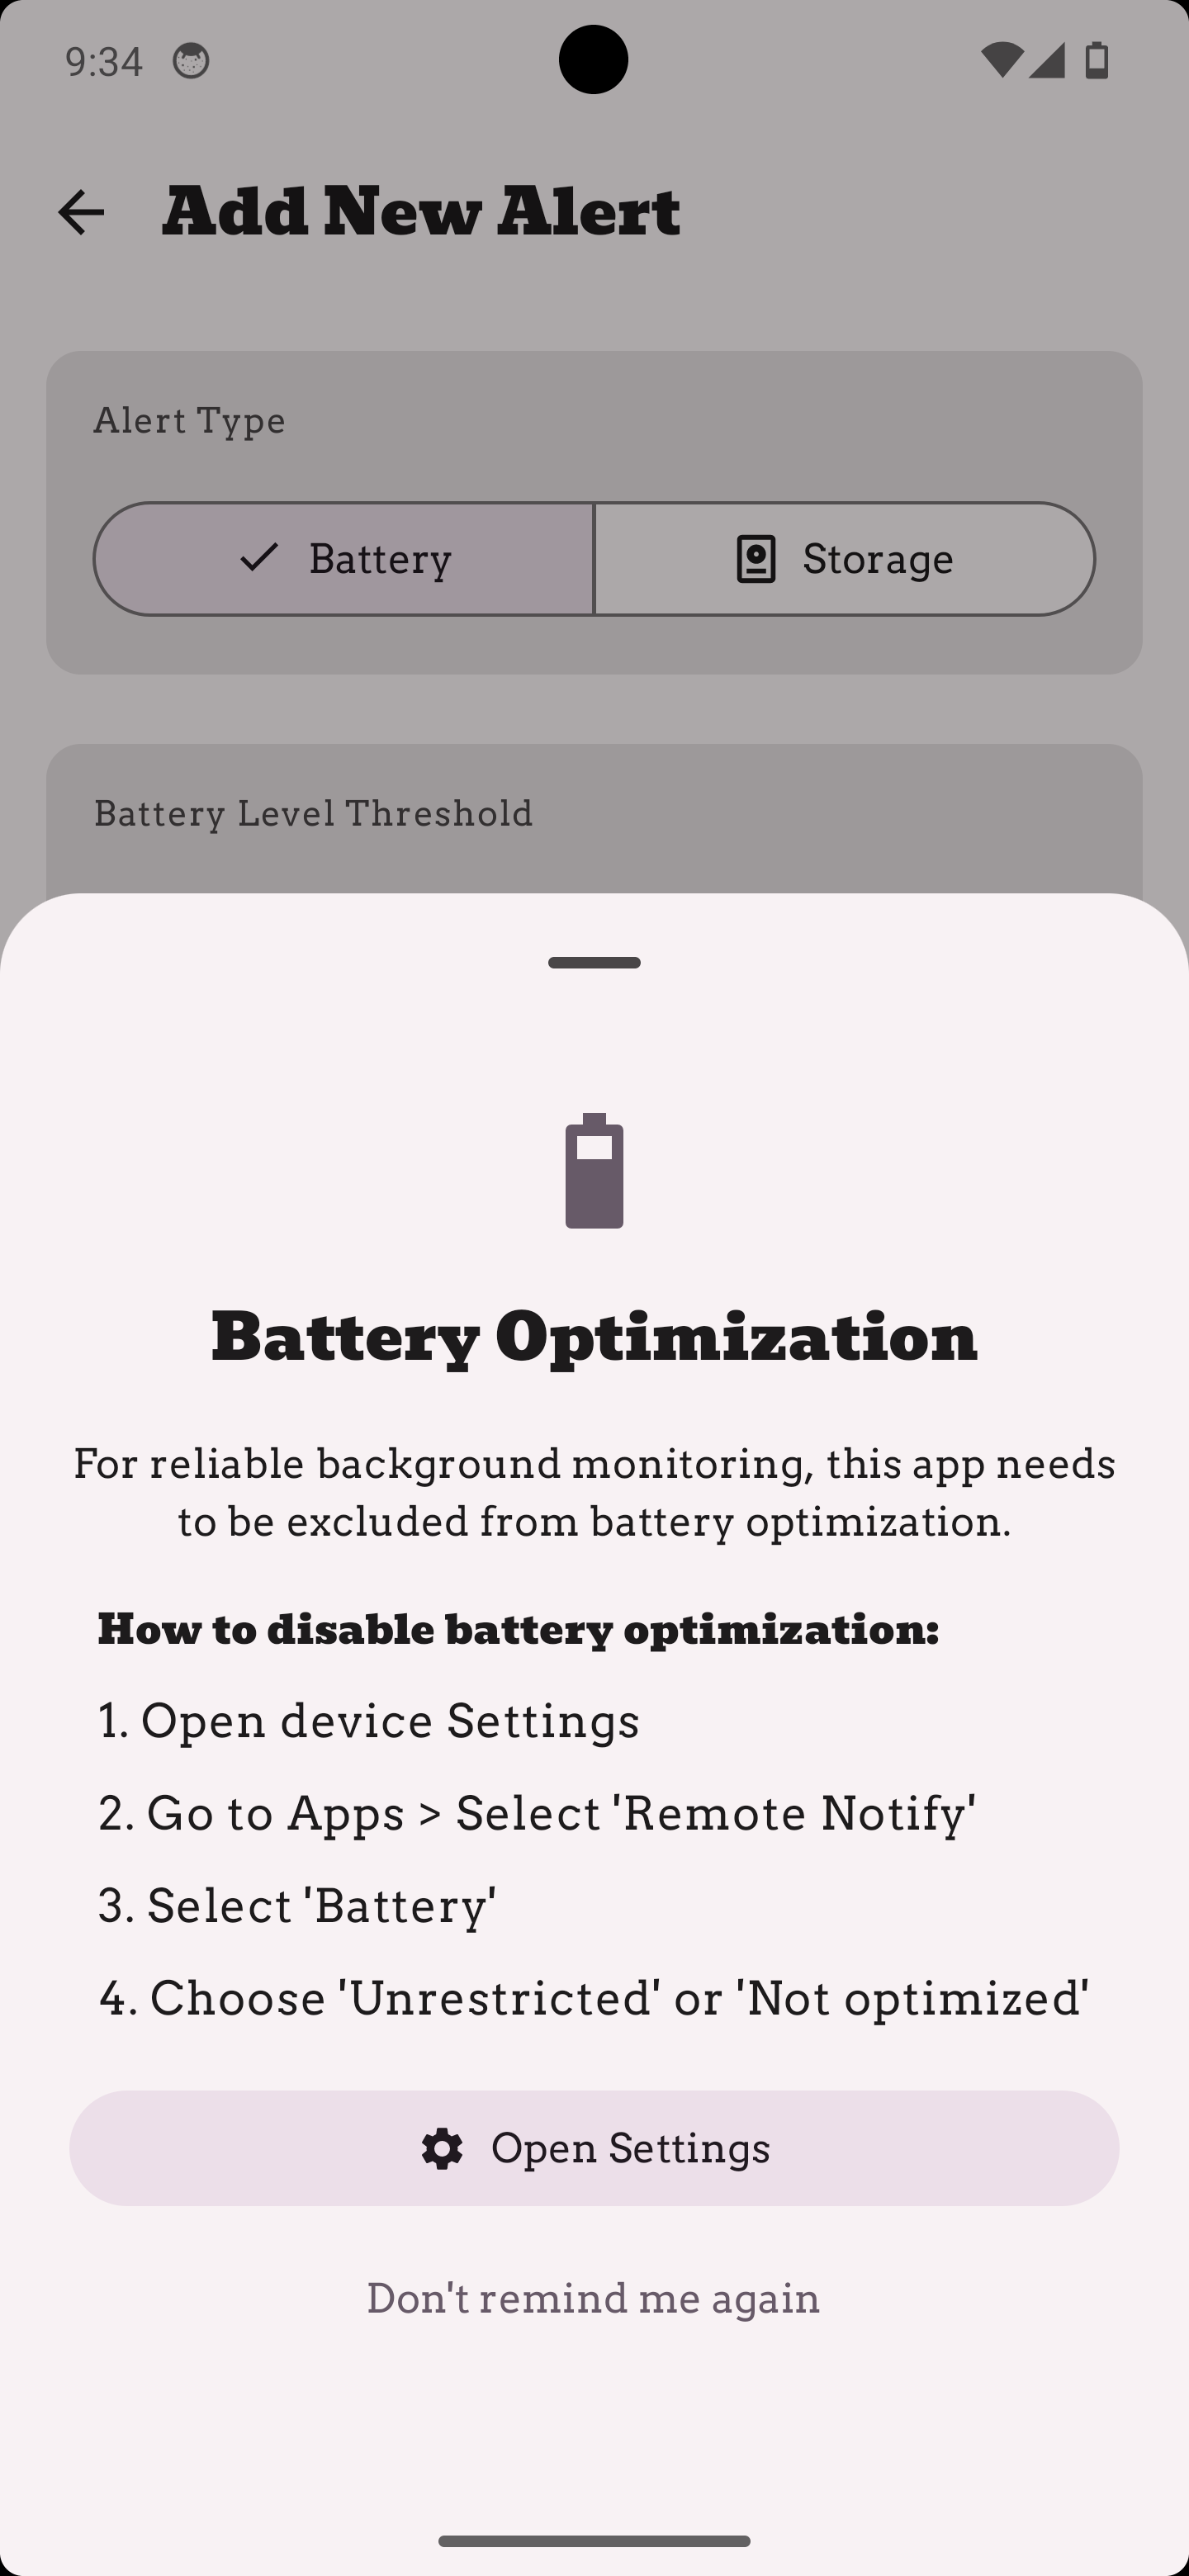 9:34
Add New Alert
Alert Type
Battery
Storage
Battery Level Threshold
Battery Optimization
For reliable background monitoring, this app needs
to be excluded from battery optimization.
How to disable battery optimization:
1. Open device Settings
2. Go to Apps > Select 'Remote Notify'
3. Select 'Battery'
4. Choose 'Unrestricted' or 'Not optimized'
Open Settings
Don't remind me again